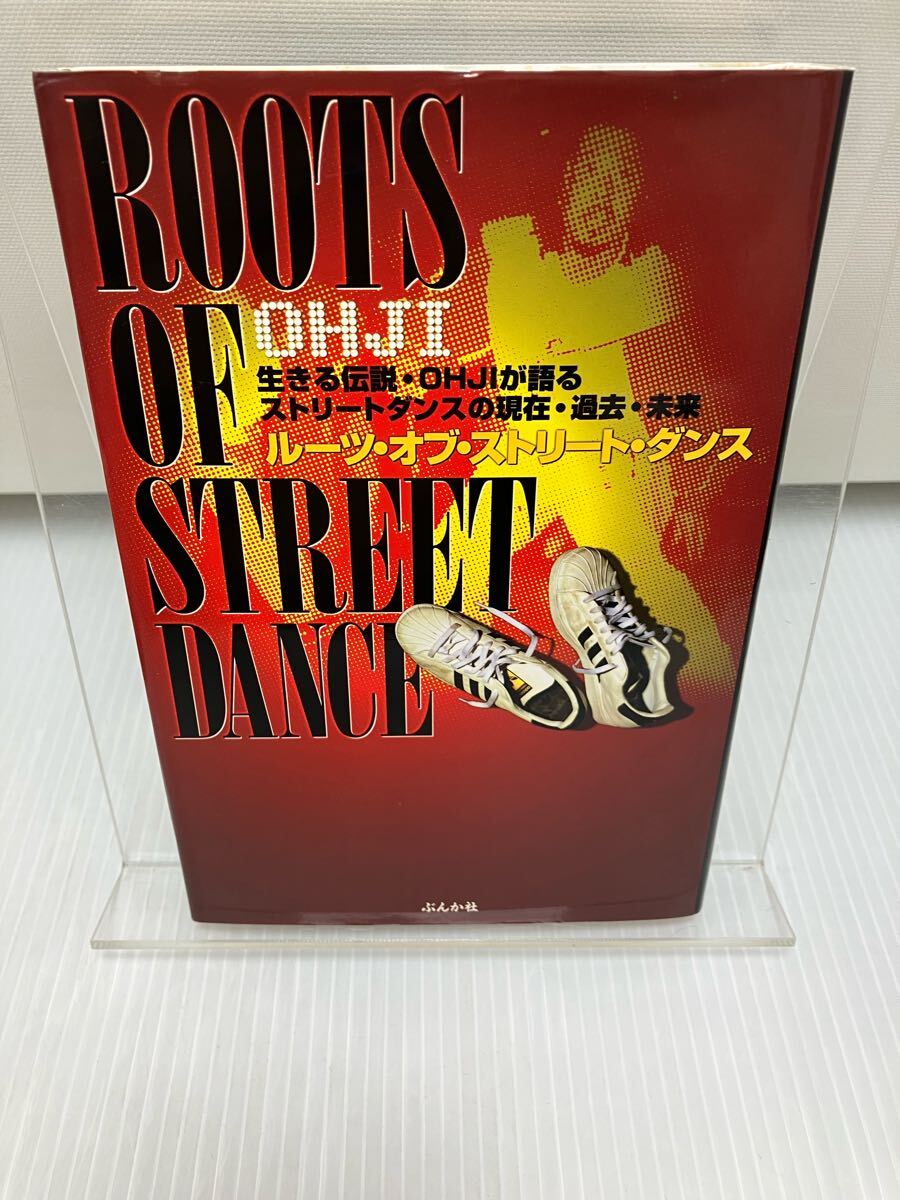 ROOTS
OF
OHJI
生きる伝説・OHJIが語る
ストリートダンスの現在・過去・未来
ルーツ・オブ・ストリート・ダンス
STREET
DANCE
ぶんか社